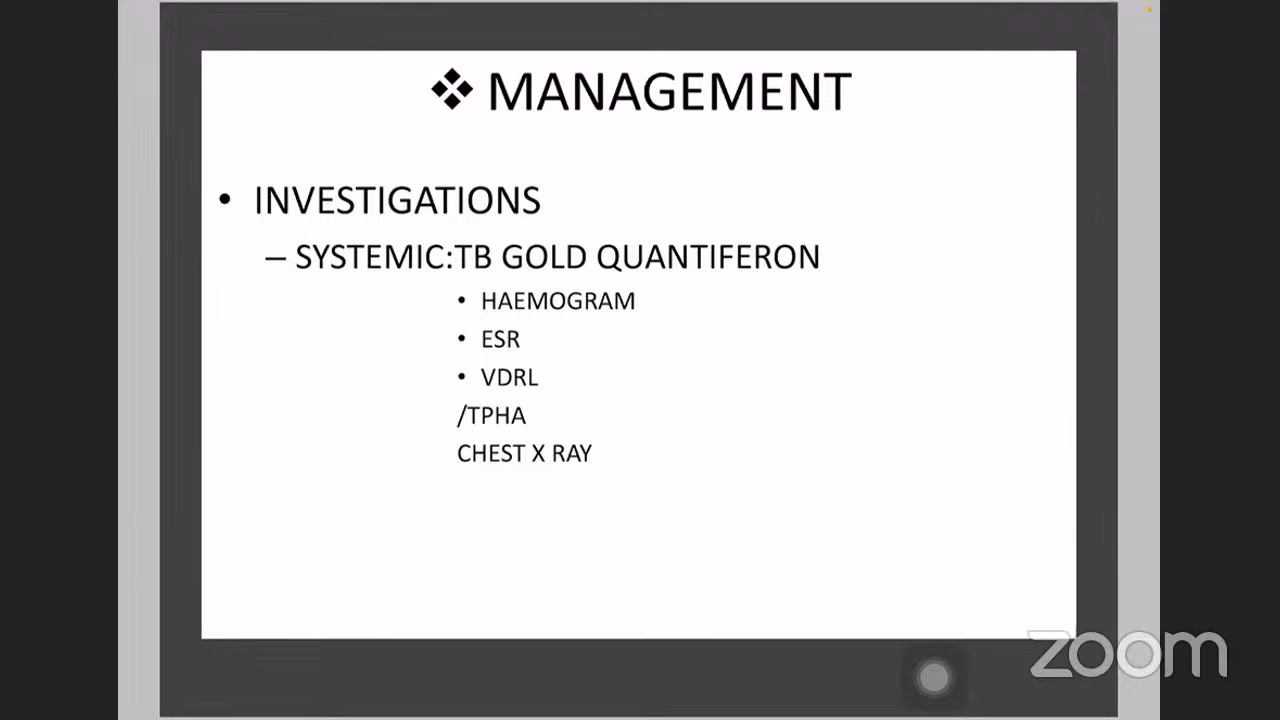 ❖ MANAGEMENT
• INVESTIGATIONS
– SYSTEMIC:TB GOLD QUANTIFERON
• HAEMOGRAM
• ESR
• VDRL
/TPHA
CHEST X RAY
zoom